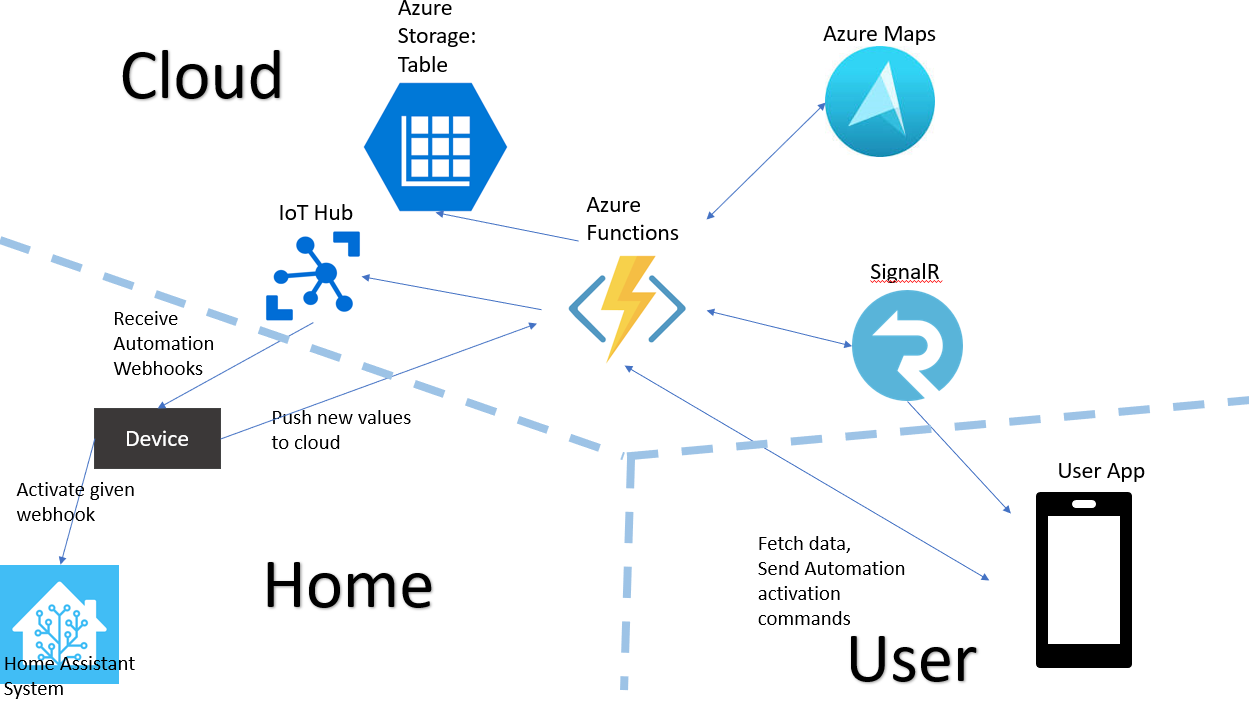 Azure
Storage:
Table
Azure Maps
Cloud
Azure
Functions
IoT Hub
SignalR
Receive
Automation
Webhooks
Push new values
to cloud
Device
User App
Activate given
webhook
Fetch data,
Send Automation
activation
commands
Home
User
Home Assistant
System